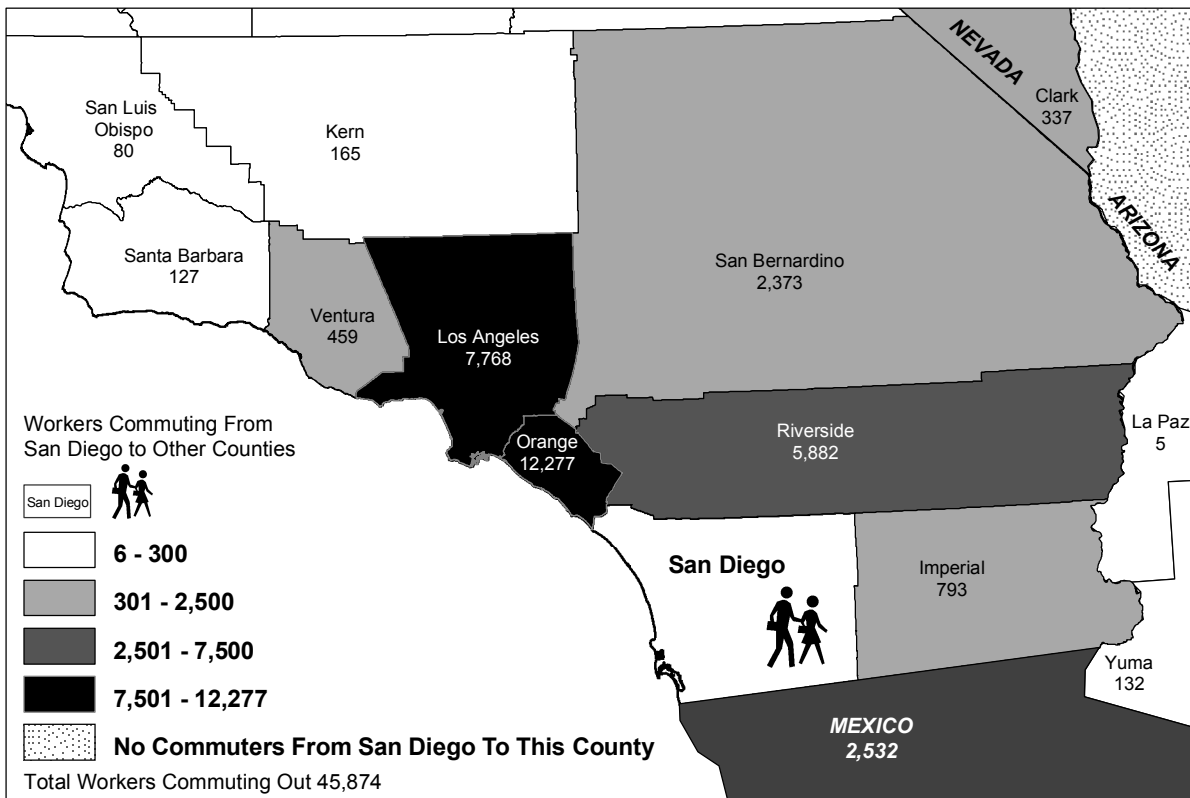 NEVADA
Clark
337
San Luis
Obispo
80
Kern
165
ARIZONA
Santa Barbara
127
San Bernardino
2,373
Ventura
459
Los Angeles
7,768
Workers Commuting From
San Diego to Other Counties
Orange
12,277
Riverside
5,882
La Paz
5
San Diego
6 - 300
301 - 2,500
2,501 - 7,500
7,501 - 12,277
No Commuters From San Diego To This County
Total Workers Commuting Out 45,874
San Diego
Imperial
793
Yuma
132
MEXICO
2,532